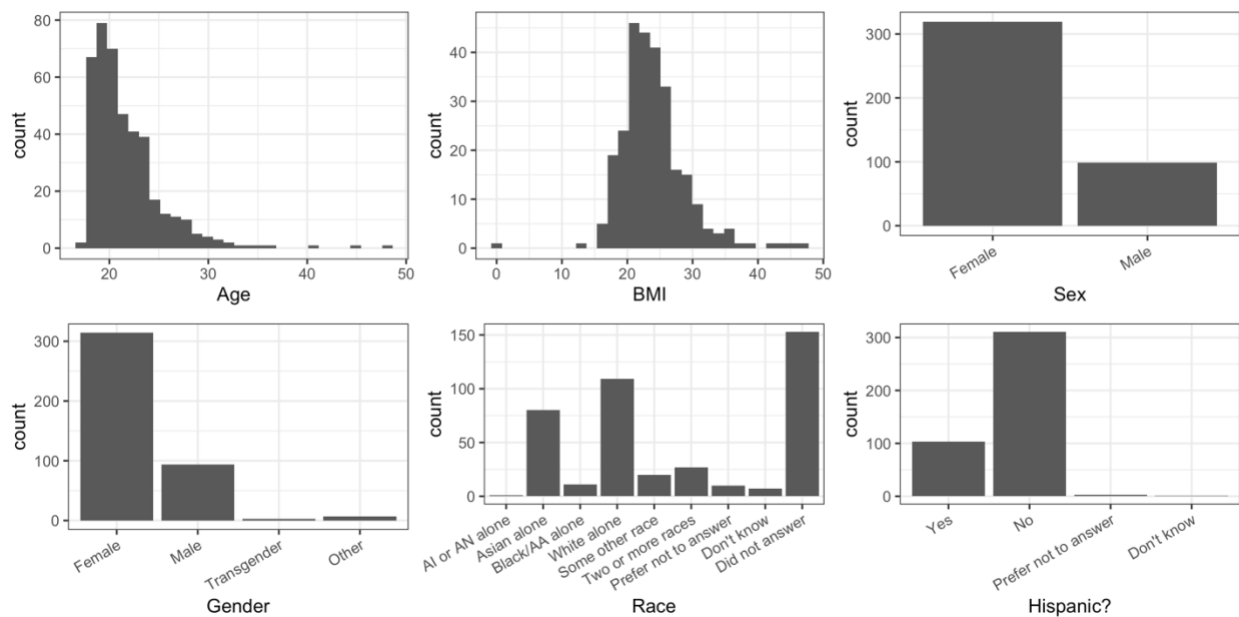 80
60
40
20
0
count
20
30
40
50
Age
40
30
20
10
0
count
0
10
20
30
40
50
BMI
300
200
100
0
count
Female
Male
Sex
300
200
100
0
count
Female
Male
Transgender
Other
Gender
150
100
50
0
count
AI or AN alone
Asian alone
Black/AA alone
White alone
Some other race
Two or more races
Prefer not to answer
Don't know
Did not answer
Race
300
200
100
0
count
Yes
No
Prefer not to answer
Don't know
Hispanic?